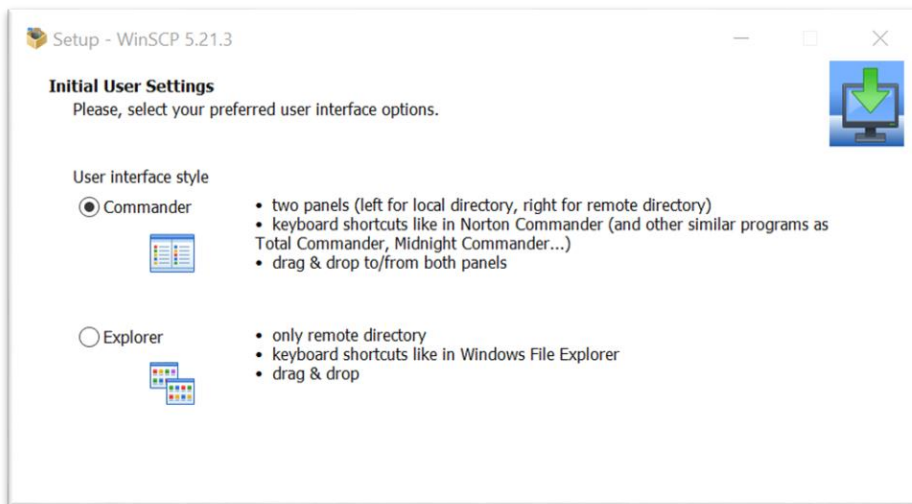 Setup - WinSCP 5.21.3
Initial User Settings
Please, select your preferred user interface options.
User interface style
Commander
• two panels (left for local directory, right for remote directory)
• keyboard shortcuts like in Norton Commander (and other similar programs as
Total Commander, Midnight Commander...)
• drag & drop to/from both panels
Explorer
• only remote directory
• keyboard shortcuts like in Windows File Explorer
• drag & drop